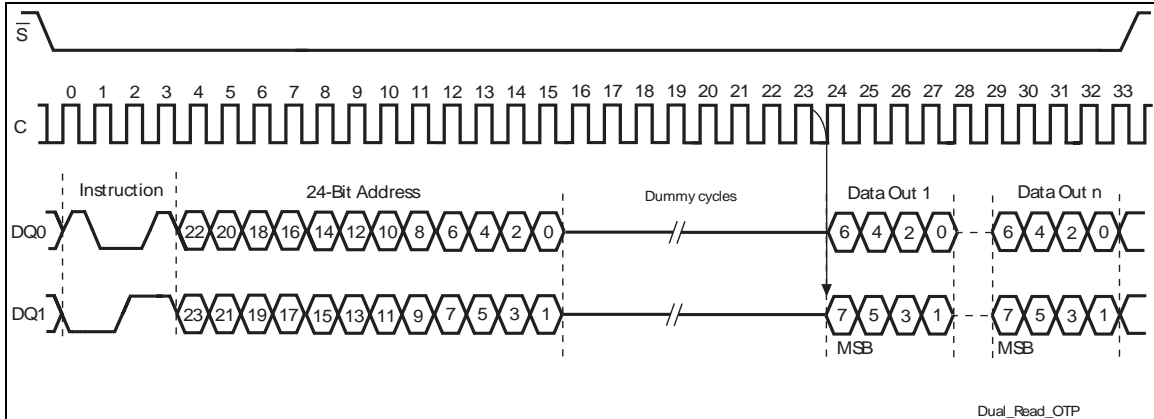 S
0 1 2 3 4 5 6 7 8 9 10 11 12 13 14 15 16 17 18 19 20 21 22 23 24 25 26 27 28 29 30 31 32 33
C
Instruction 24-Bit Address Dummy cycles Data Out 1 Data Out n
DQ0 22 20 18 16 14 12 10 8 6 4 2 0 6 4 2 0 6 4 2 0
DQ1 23 21 19 17 15 13 11 9 7 5 3 1 7 5 3 1 7 5 3 1
MSB MSB
Dual_Read_OTP